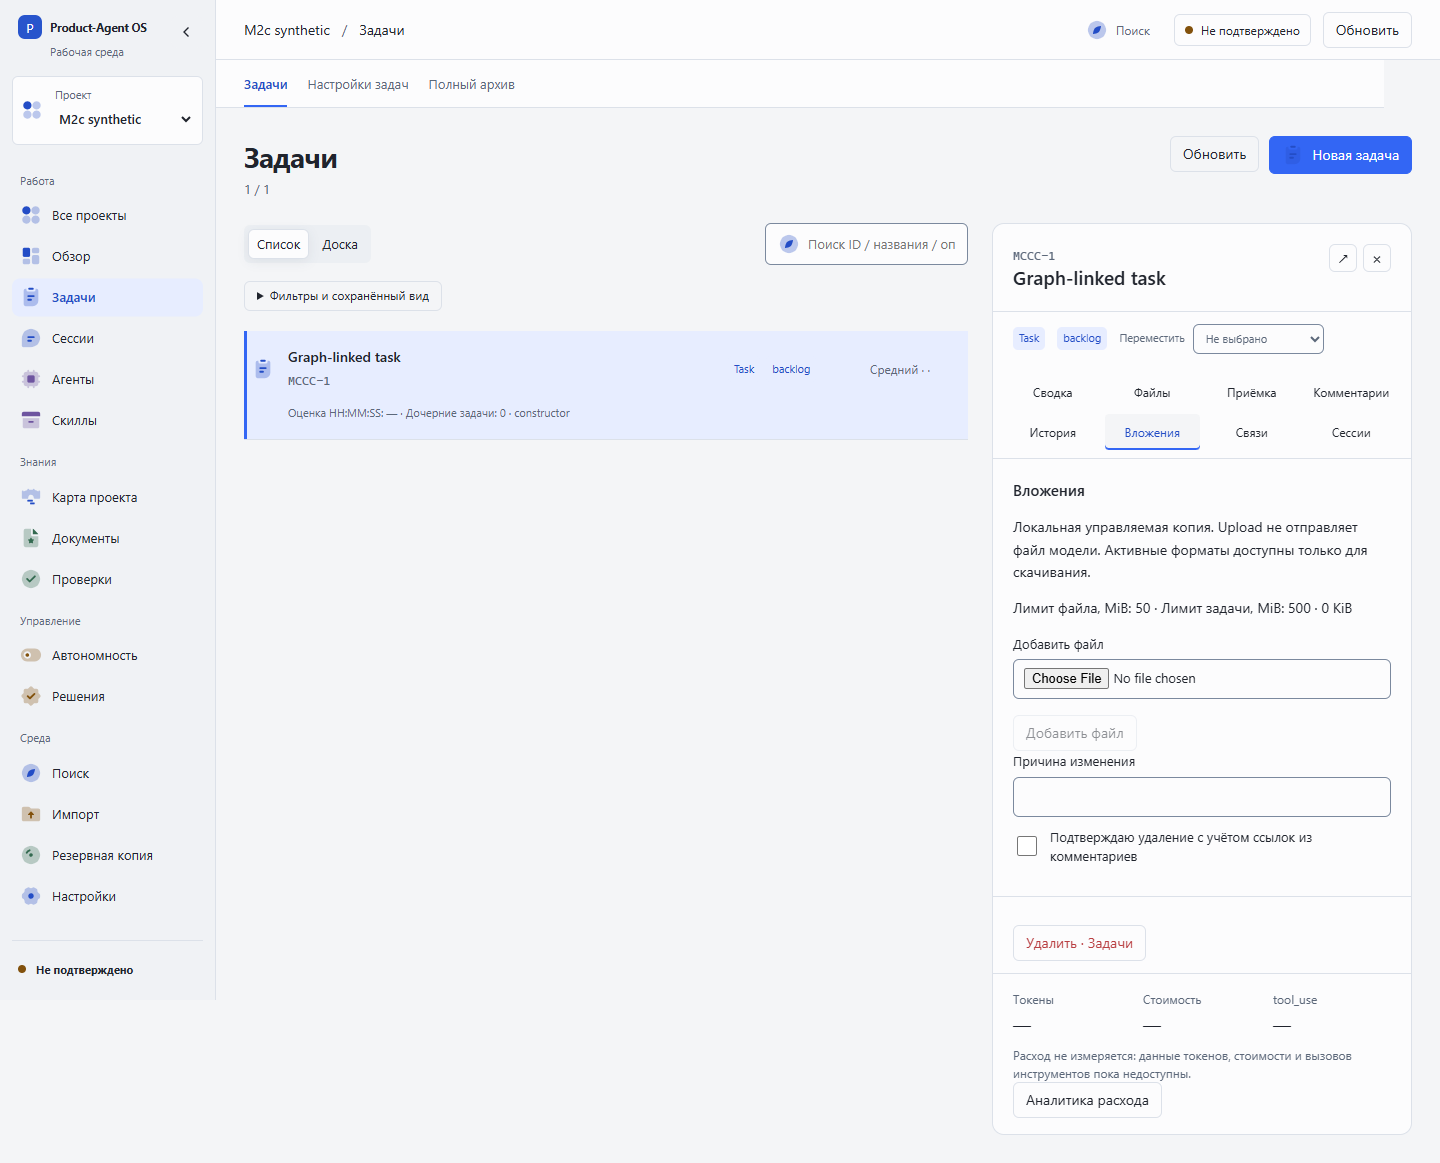 P
Product-Agent OS
Рабочая среда
Проект
M2c synthetic
Работа
Все проекты
Обзор
Задачи
Сессии
Агенты
Скиллы
Знания
Карта проекта
Документы
Проверки
Управление
Автономность
Решения
Среда
Поиск
Импорт
Резервная копия
Настройки
Не подтверждено
M2c synthetic / Задачи
Поиск
Не подтверждено
Обновить
Задачи Настройки задач Полный архив
Задачи
1 / 1
Обновить
Новая задача
Список Доска
Поиск ID / названия / оп
▶ Фильтры и сохранённый вид
Graph-linked task
MCCC-1
Task backlog Средний · ·
Оценка HH:MM:SS: — · Дочерние задачи: 0 · constructor
MCCC-1
Graph-linked task
↗ ×
Task backlog Переместить Не выбрано
Сводка Файлы Приёмка Комментарии
История Вложения Связи Сессии
Вложения
Локальная управляемая копия. Upload не отправляет
файл модели. Активные форматы доступны только для
скачивания.
Лимит файла, MiB: 50 · Лимит задачи, MiB: 500 · 0 KiB
Добавить файл
Choose File No file chosen
Добавить файл
Причина изменения
Подтверждаю удаление с учётом ссылок из
комментариев
Удалить · Задачи
Токены Стоимость tool_use
— — —
Расход не измеряется: данные токенов, стоимости и вызовов
инструментов пока недоступны.
Аналитика расхода